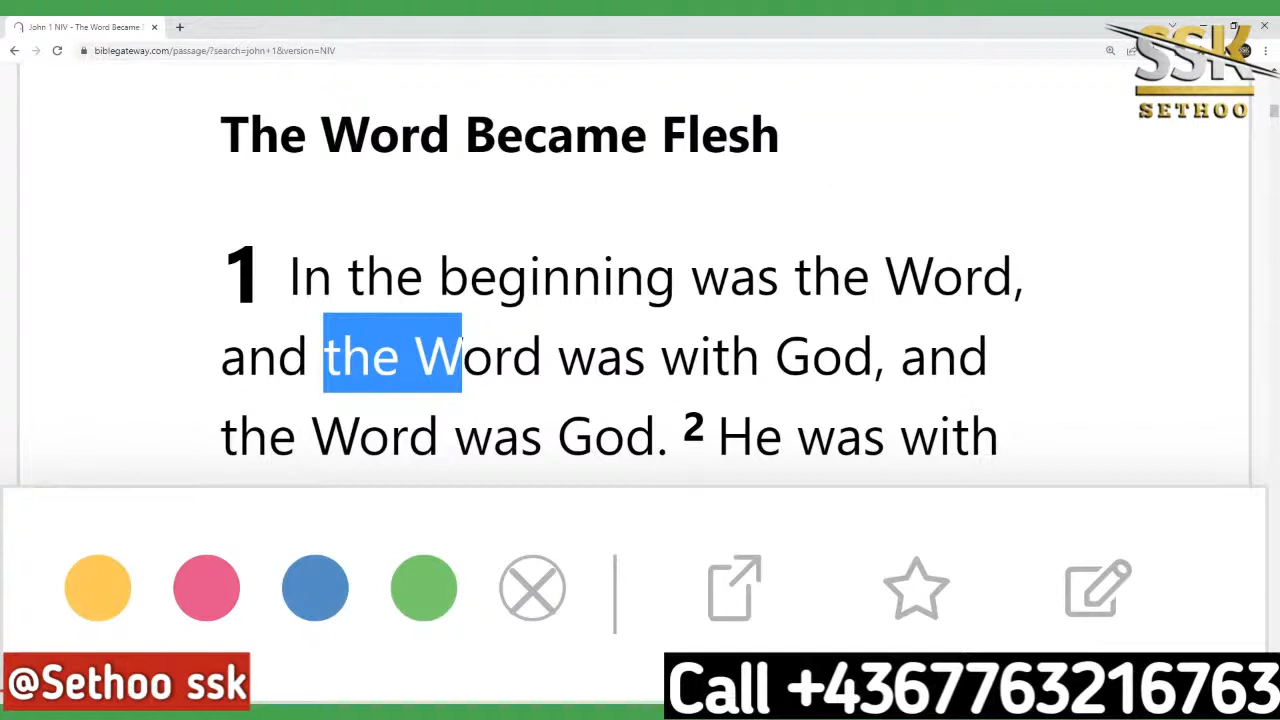 John 1 NIV - The Word Became
biblegateway.com/passage/?search=john+1&version=NIV
SSK
SETHOO
The Word Became Flesh
1 In the beginning was the Word,
and the Word was with God, and
the Word was God. 2 He was with
@Sethoo ssk
Call +4367763216763